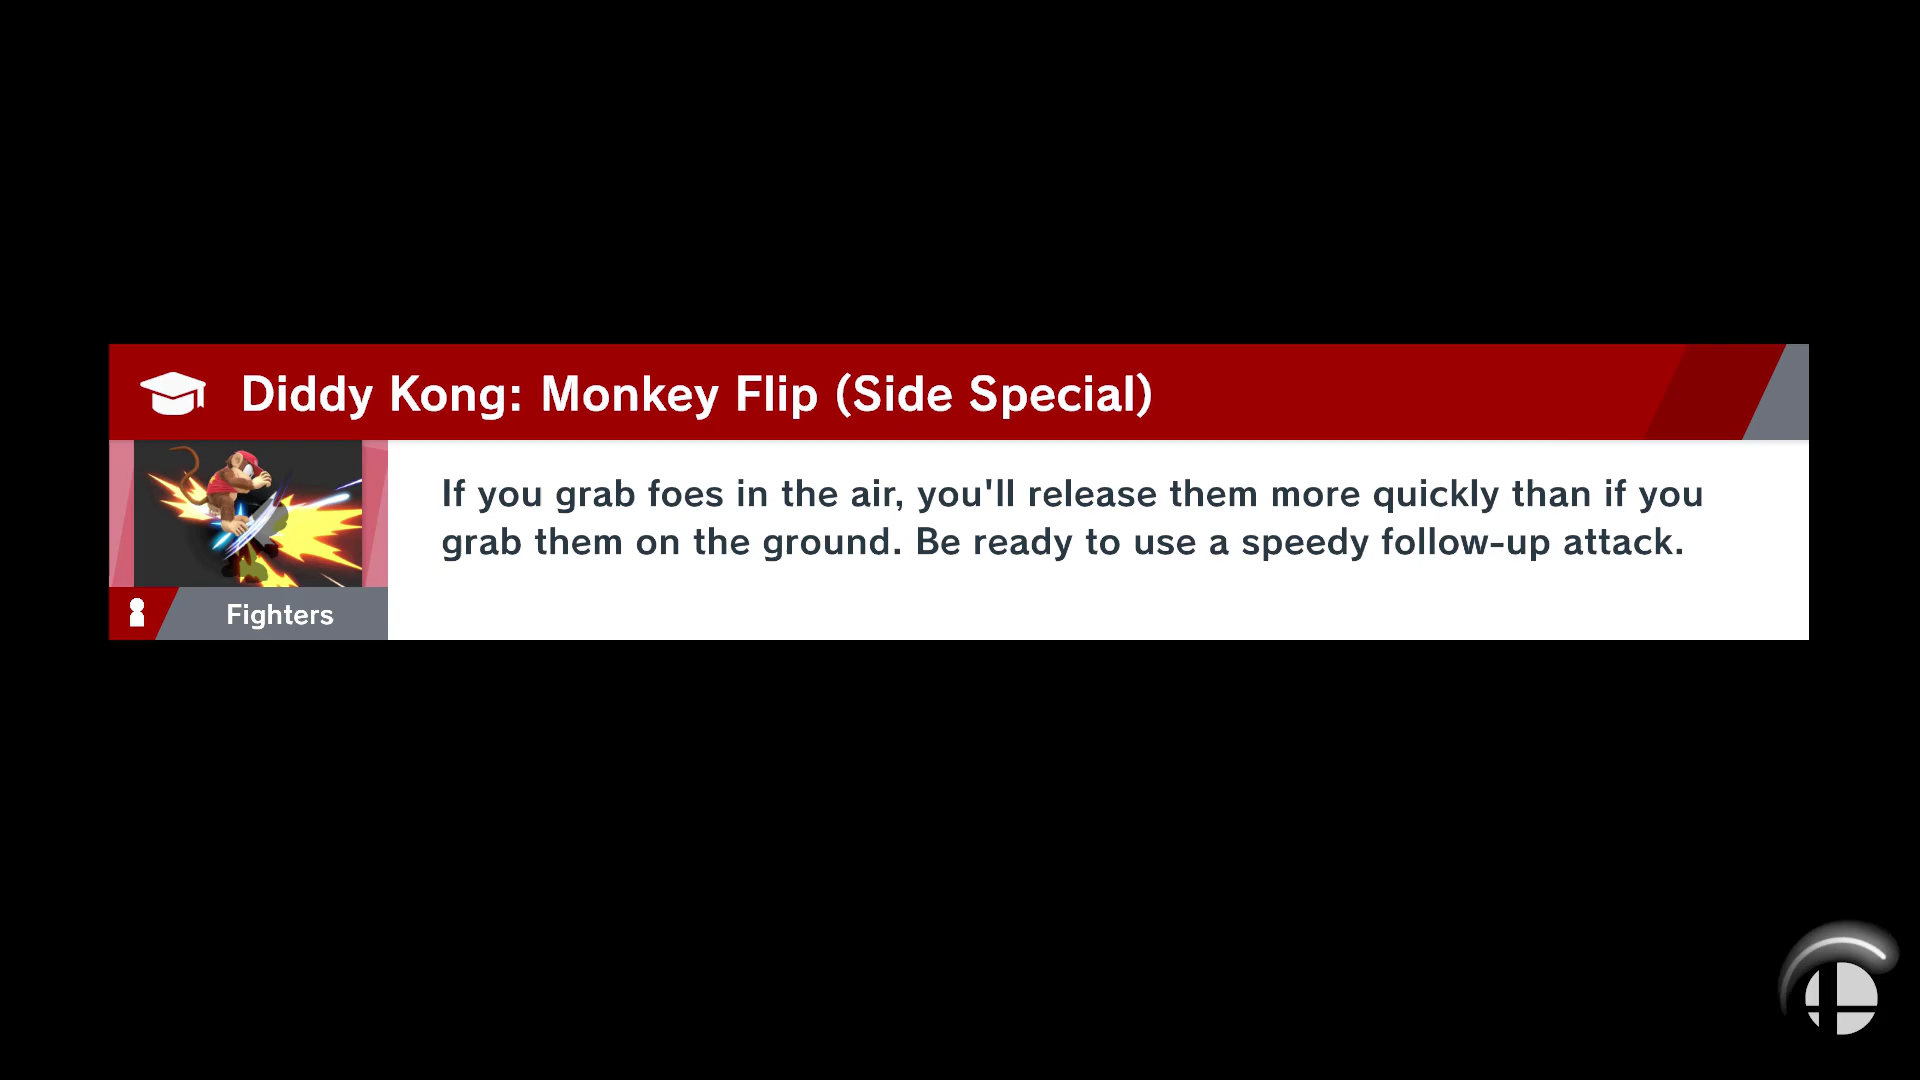 Diddy Kong: Monkey Flip (Side Special)
If you grab foes in the air, you'll release them more quickly than if you
grab them on the ground. Be ready to use a speedy follow-up attack.
Fighters